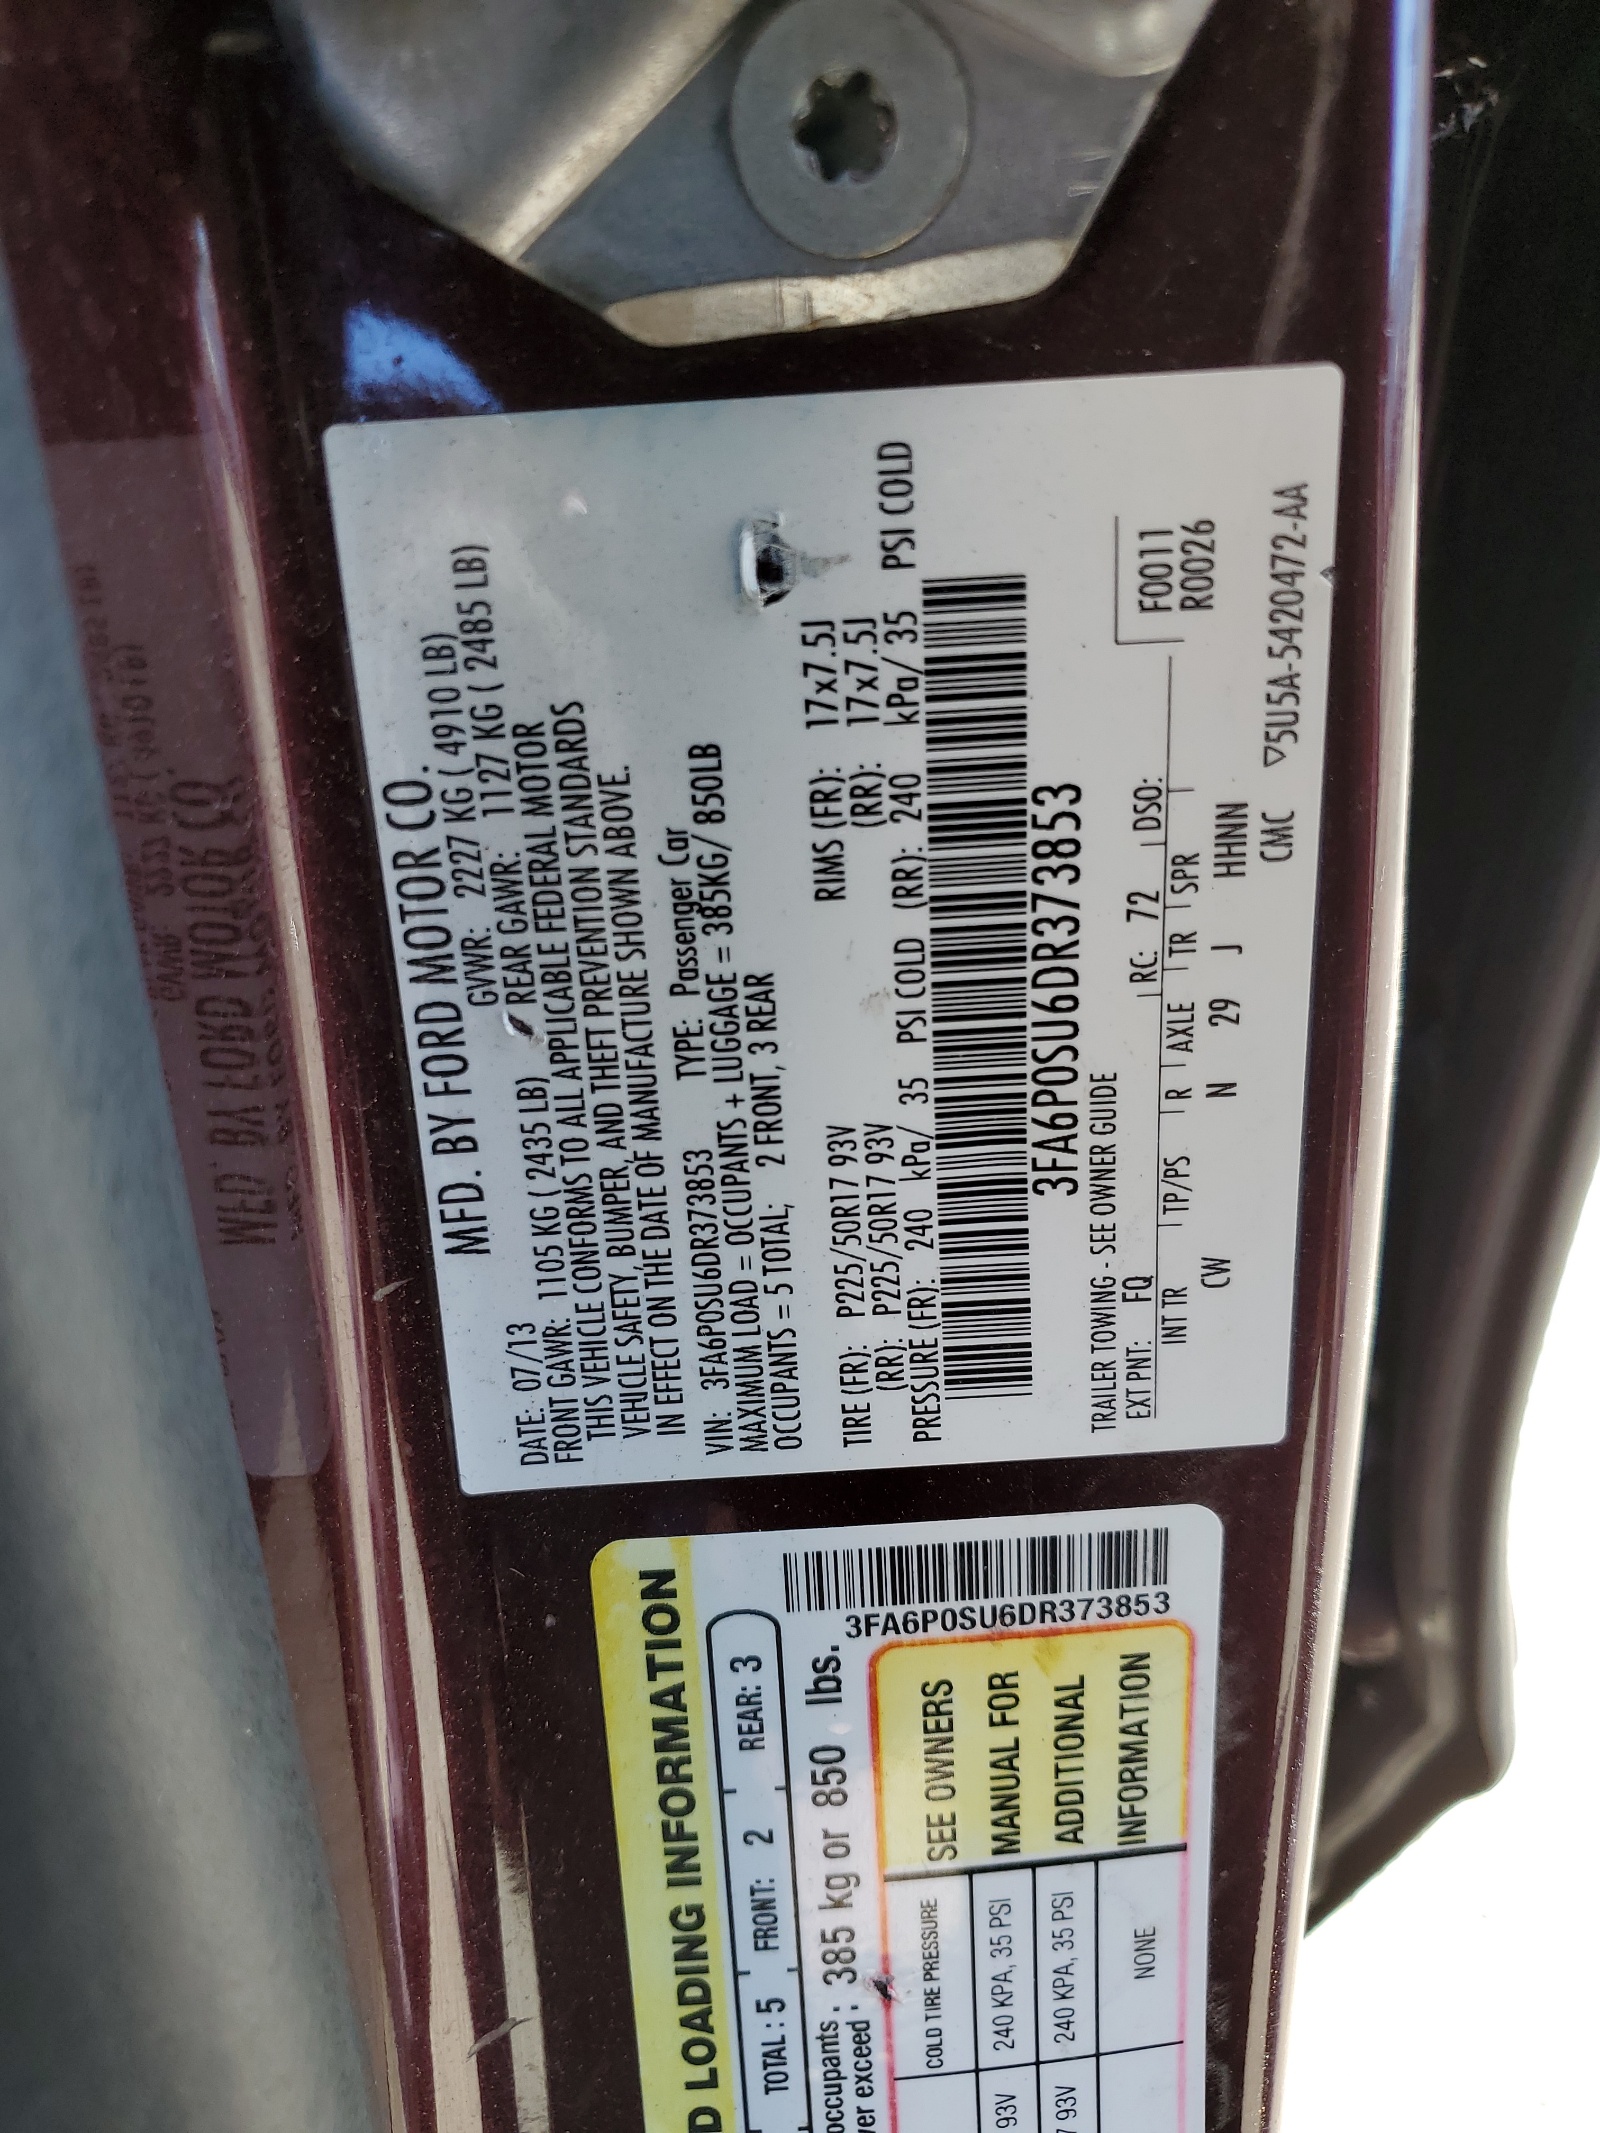 MFD. BY FORD MOTOR CO.
DATE: 07/13 GVWR: 2227 KG ( 4910 LB)
FRONT GAWR: 1105 KG ( 2435 LB) REAR GAWR: 1127 KG ( 2485 LB)
THIS VEHICLE CONFORMS TO ALL APPLICABLE FEDERAL MOTOR
VEHICLE SAFETY, BUMPER, AND THEFT PREVENTION STANDARDS
IN EFFECT ON THE DATE OF MANUFACTURE SHOWN ABOVE.
VIN: 3FA6P0SU6DR373853 TYPE: Passenger Car
MAXIMUM LOAD = OCCUPANTS + LUGGAGE = 385KG/ 850LB
OCCUPANTS = 5 TOTAL; 2 FRONT, 3 REAR
TIRE (FR): P225/50R17 93V RIMS (FR): 17x7.5J
(RR): P225/50R17 93V (RR): 17x7.5J
PRESSURE (FR): 240 kPa/ 35 PSI COLD (RR): 240 kPa/ 35 PSI COLD
3FA6P0SU6DR373853
TRAILER TOWING - SEE OWNER GUIDE
F0011
EXT PNT: FQ RC: 72 DSO:
R0026
INT TR TP/PS R AXLE TR SPR
CW N 29 J HHNN
CMC ▽5U5A-5420472-AA
D LOADING INFORMATION
TOTAL : 5 FRONT: 2 REAR: 3
occupants :
ver exceed : 385 kg or 850 lbs.
3FA6P0SU6DR373853
COLD TIRE PRESSURE
93V 240 KPA, 35 PSI
93V 240 KPA, 35 PSI
NONE
SEE OWNERS
MANUAL FOR
ADDITIONAL
INFORMATION